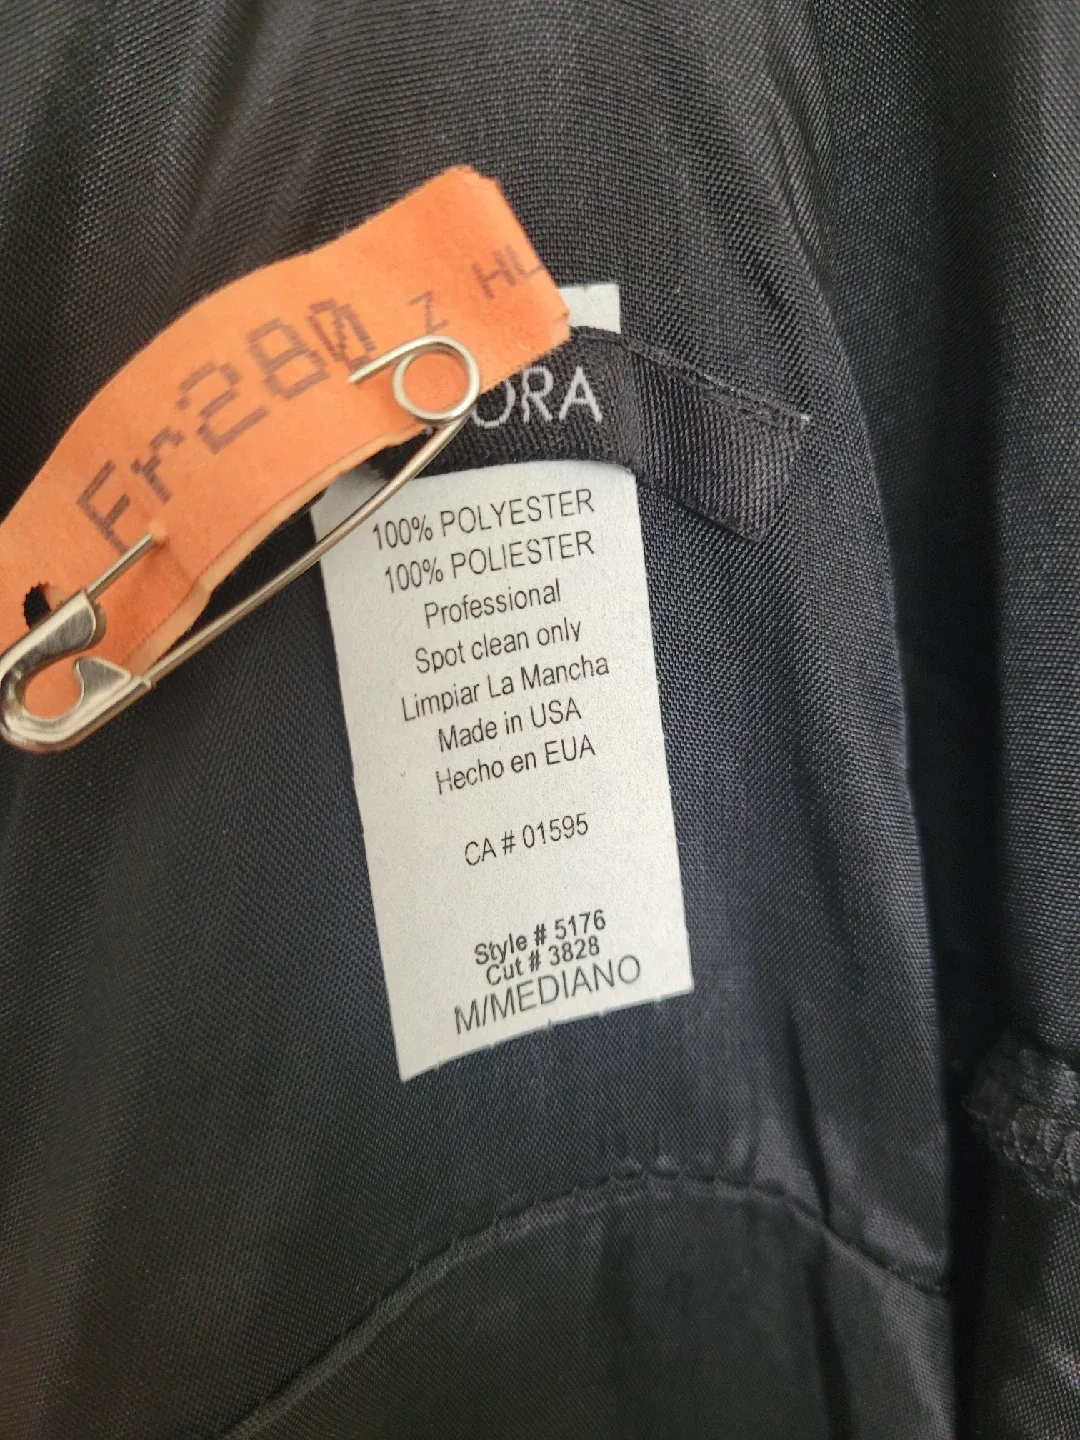 Fr280 Z HU
ORA
100% POLYESTER
100% POLIESTER
Professional
Spot clean only
Limpiar La Mancha
Made in USA
Hecho en EUA
CA # 01595
Style # 5176
Cut # 3828
M/MEDIANO